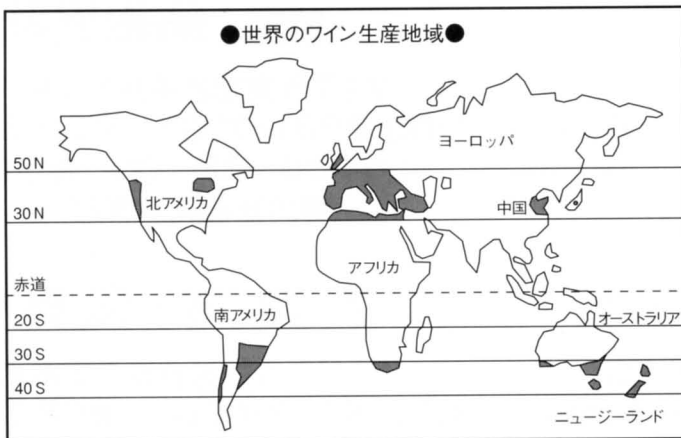 ●世界のワイン生産地域●
ヨーロッパ
50 N
北アメリカ
中国
30 N
アフリカ
赤道
南アメリカ
オーストラリア
20 S
30 S
40 S
ニュージーランド